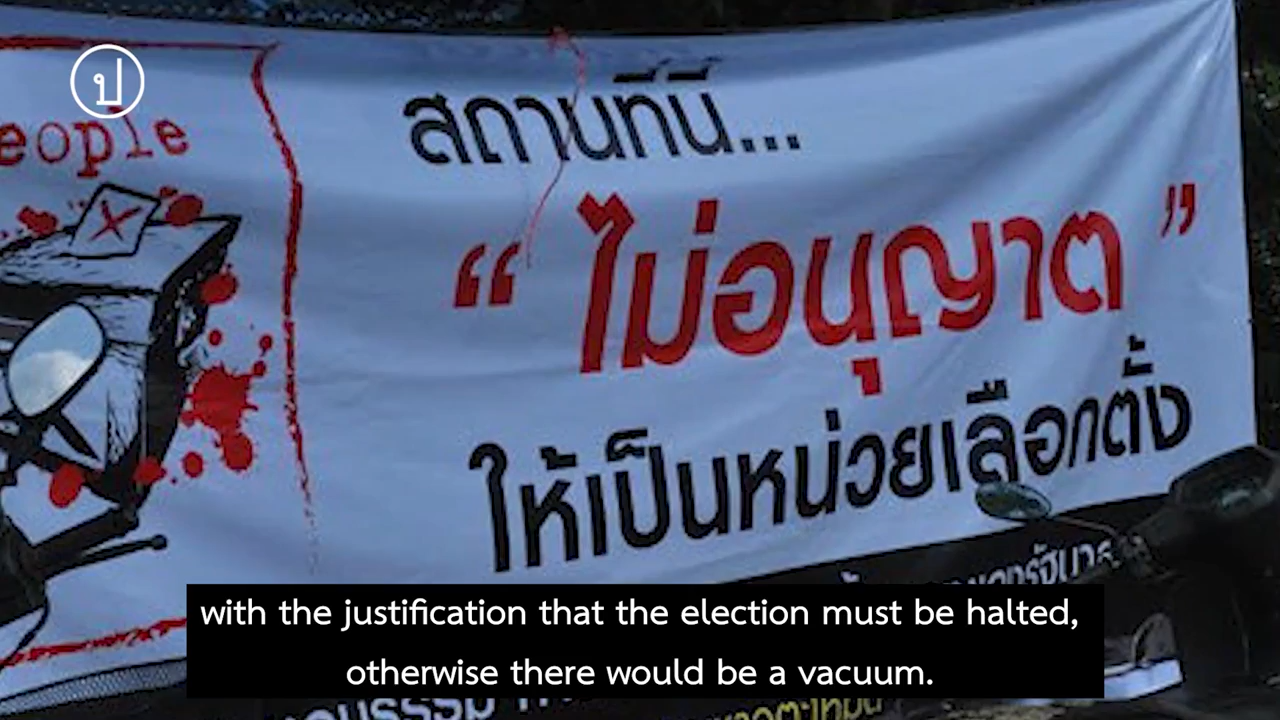 ป
eople
สถานที่นี้...
“ ไม่อนุญาต ”
ให้เป็นหน่วยเลือกตั้ง
with the justification that the election must be halted,
otherwise there would be a vacuum.